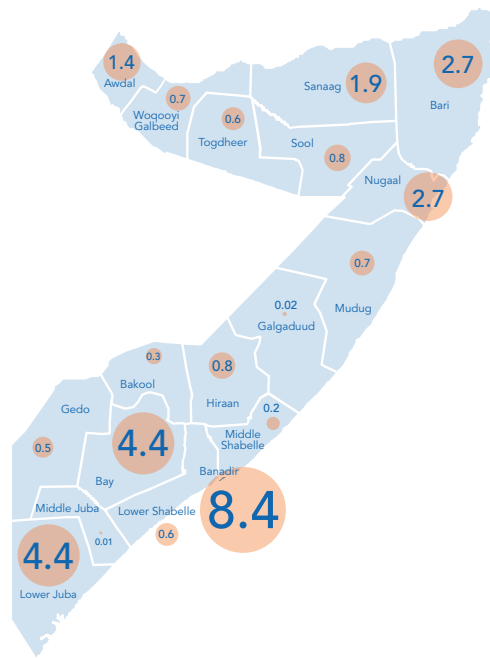 1.4
Awdal
0.7
Woqooyi
Galbeed
0.6
Togdheer
Sanaag
1.9
2.7
Bari
Sool
0.8
Nugaal
2.7
0.7
Mudug
0.02
Galgaduud
0.3
Bakool
0.8
Hiraan
Gedo
0.5
4.4
Bay
0.2
Middle
Shabelle
Banadir
8.4
Middle Juba
0.01
Lower Shabelle
0.6
4.4
Lower Juba